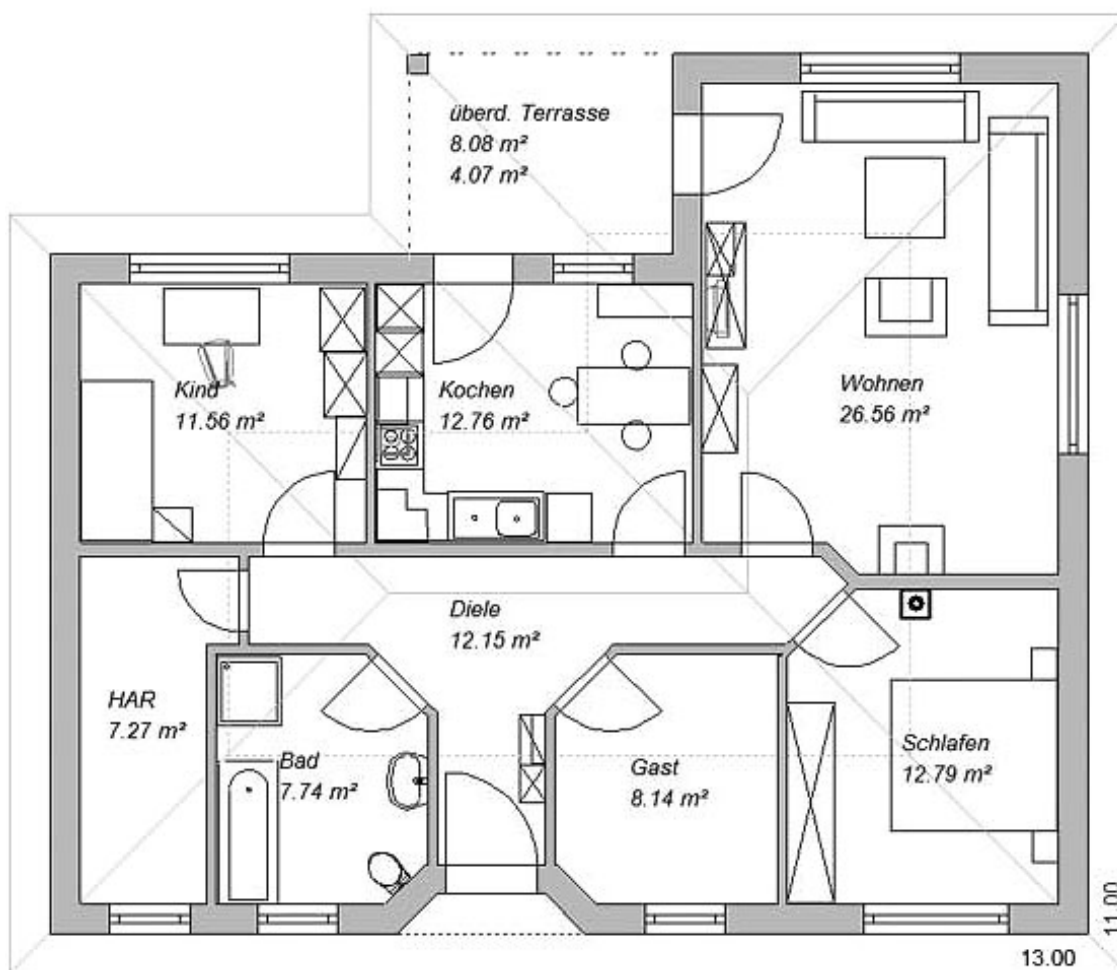 überd. Terrasse
8.08 m²
4.07 m²
Kind
11.56 m²
Kochen
12.76 m²
Wohnen
26.56 m²
Diele
12.15 m²
HAR
7.27 m²
Bad
7.74 m²
Gast
8.14 m²
Schlafen
12.79 m²
11.00
13.00